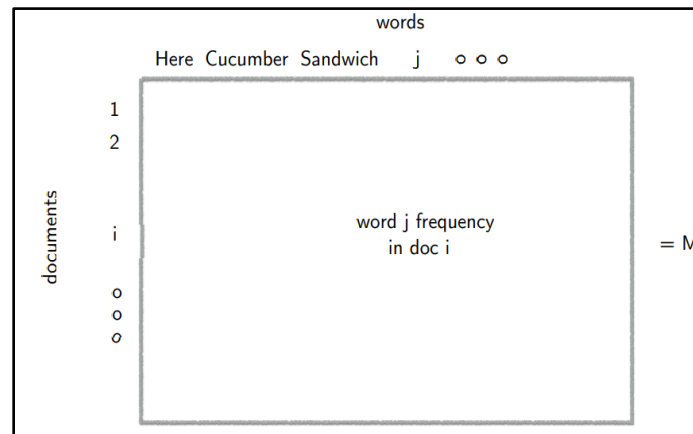 words
Here Cucumber Sandwich j o o o
1
2
documents
i
word j frequency
in doc i
= M
o
o
o